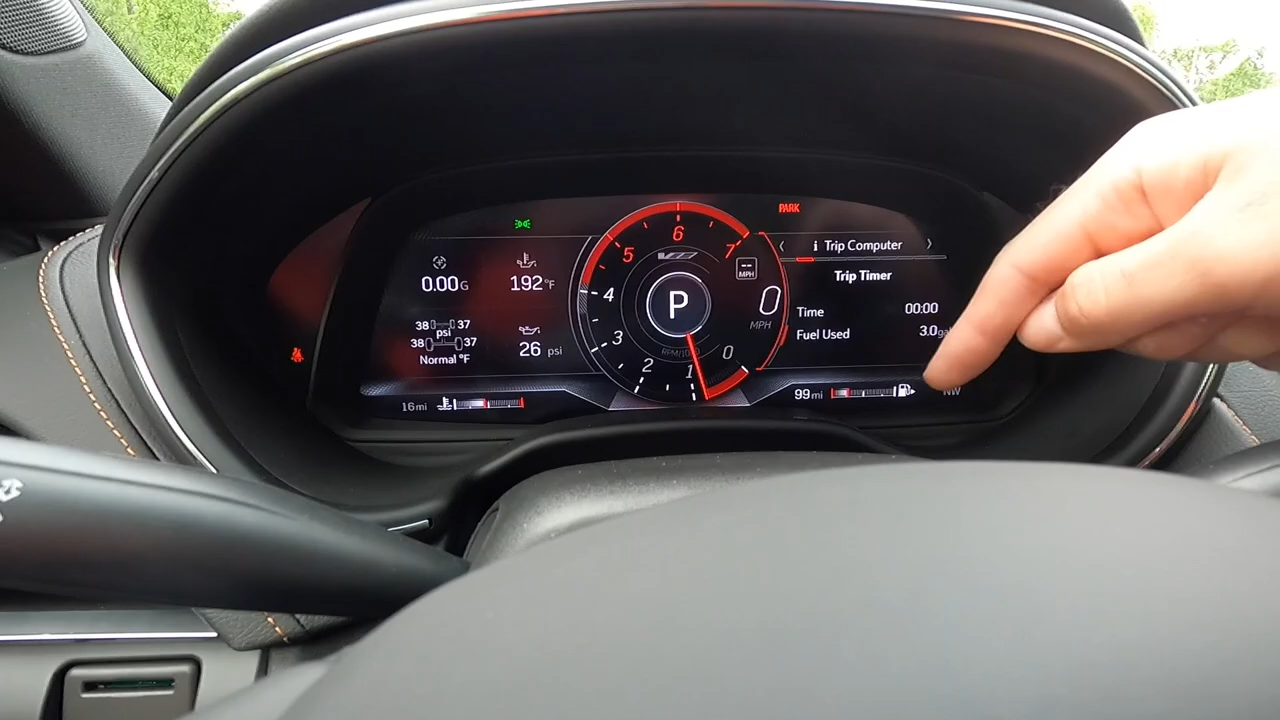 PARK
Trip Computer
Trip Timer
Time 00:00
Fuel Used 3.0
0.00G
192°F
38 37
psi
38 37
Normal °F
26 psi
0
1
2
3
4
5
6
7
P
--
MPH
0
MPH
16mi
99mi
NW